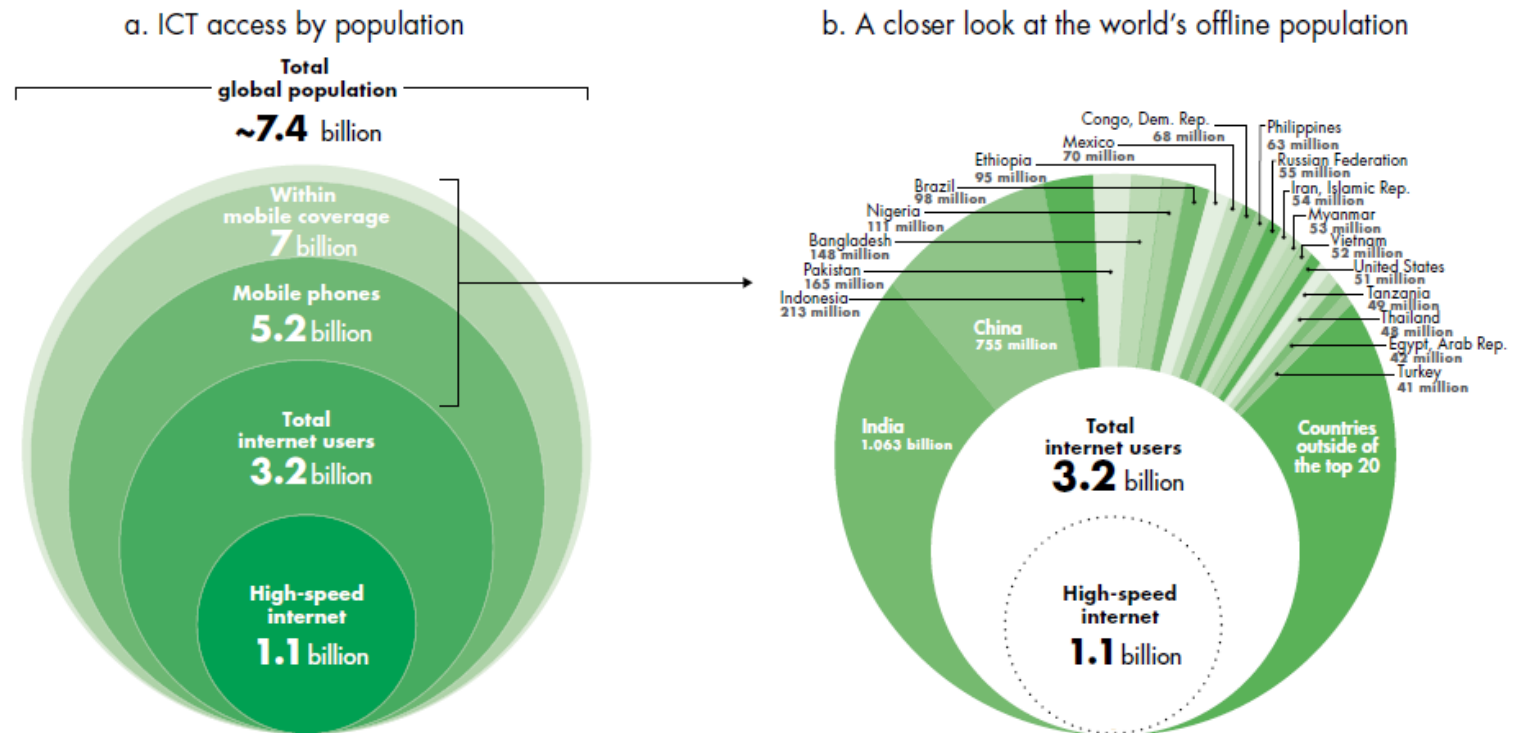 a. ICT access by population
Total
global population
~7.4 billion
Within
mobile coverage
7 billion
Mobile phones
5.2 billion
Total
internet users
3.2 billion
High-speed
internet
1.1 billion
b. A closer look at the world's offline population
Congo, Dem. Rep.
68 million
Mexico
70 million
Ethiopia
95 million
Brazil
98 million
Nigeria
111 million
Bangladesh
148 million
Pakistan
165 million
Indonesia
213 million
Philippines
63 million
Russian Federation
55 million
Iran, Islamic Rep.
54 million
Myanmar
53 million
Vietnam
52 million
United States
51 million
Tanzania
49 million
Thailand
48 million
Egypt, Arab Rep.
42 million
Turkey
41 million
China
755 million
India
1.063 billion
Countries
outside of
the top 20
Total
internet users
3.2 billion
High-speed
internet
1.1 billion